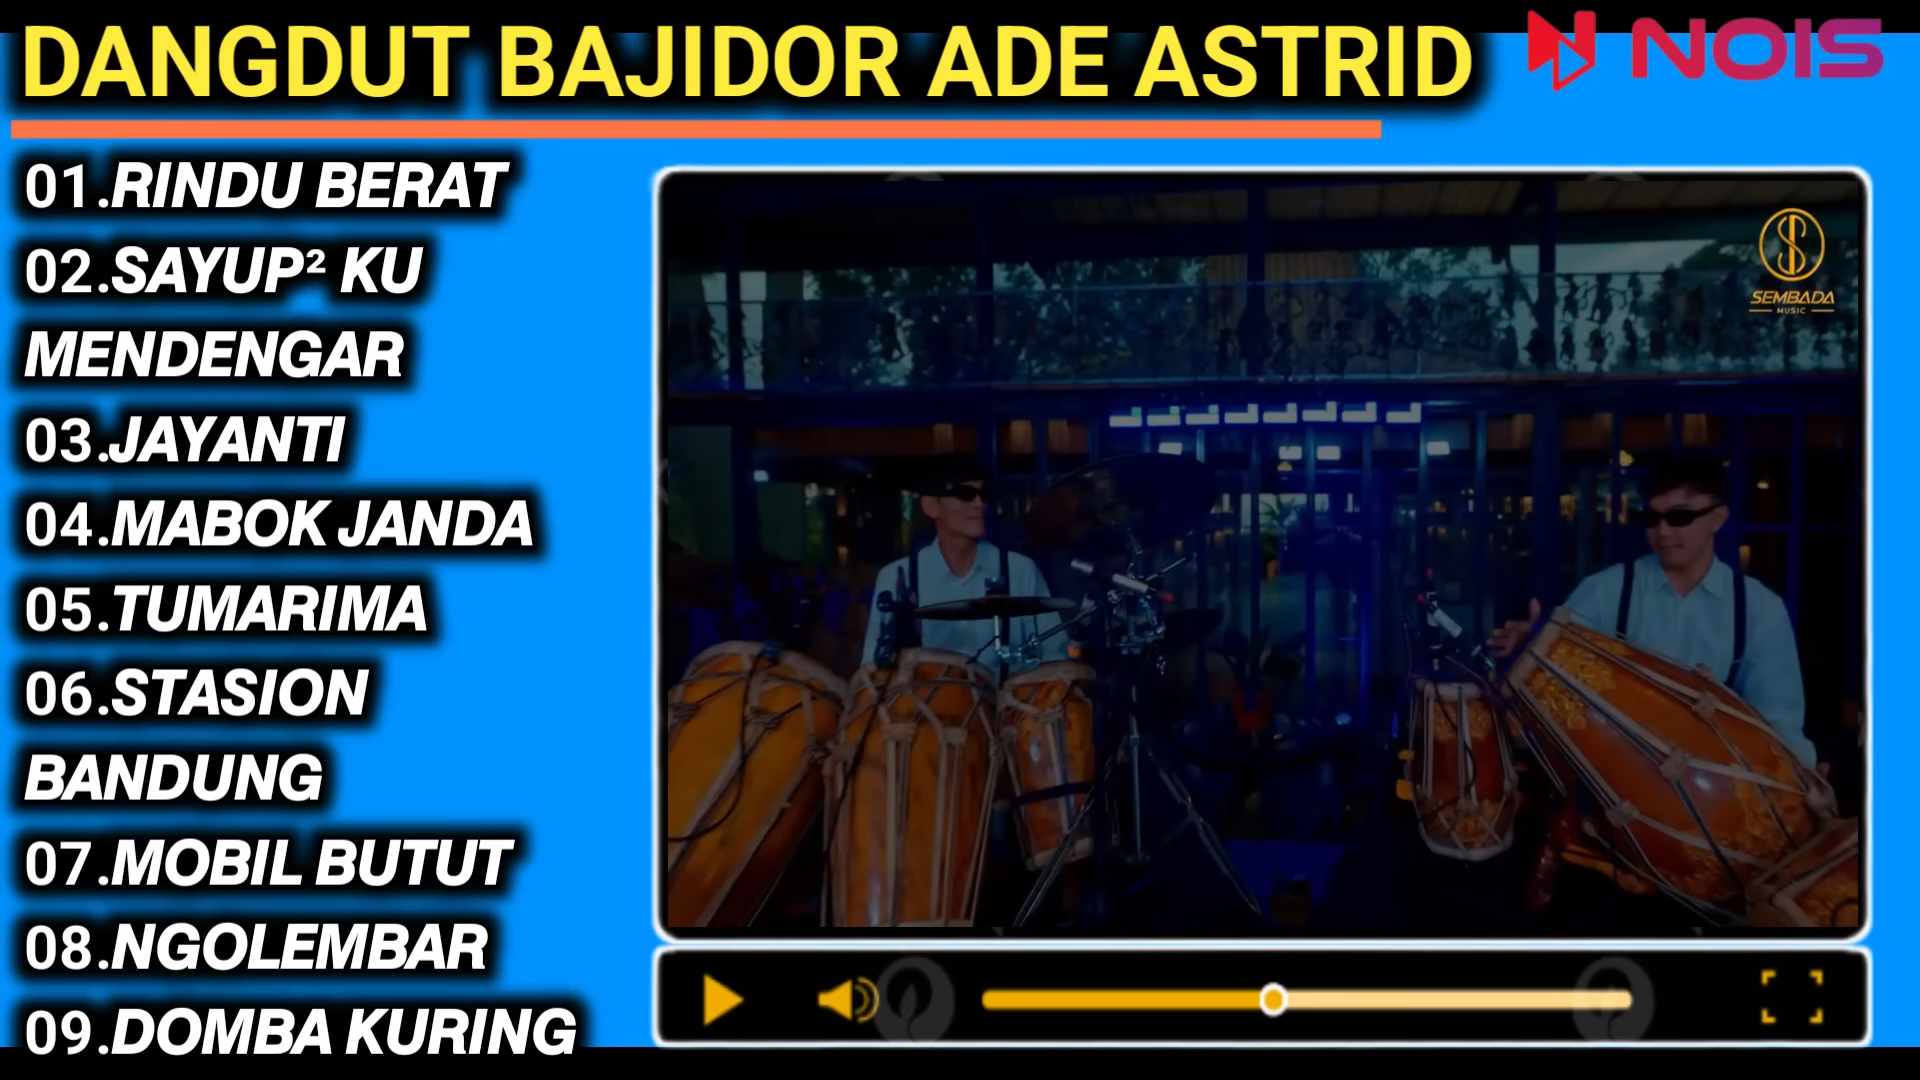 DANGDUT BAJIDOR ADE ASTRID
NOIS
01.RINDU BERAT
02.SAYUP² KU
MENDENGAR
03.JAYANTI
04.MABOK JANDA
05.TUMARIMA
06.STASION
BANDUNG
07.MOBIL BUTUT
08.NGOLEMBAR
09.DOMBA KURING
SEMBADA
MUSIC